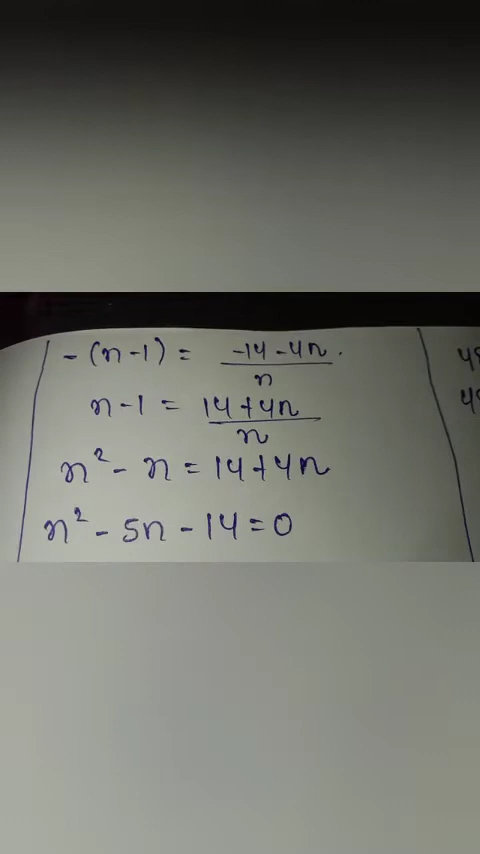 -(n-1) = -14-4n/n
n-1 = 14+4n/n
n² - n = 14+4n
n² - 5n - 14 = 0